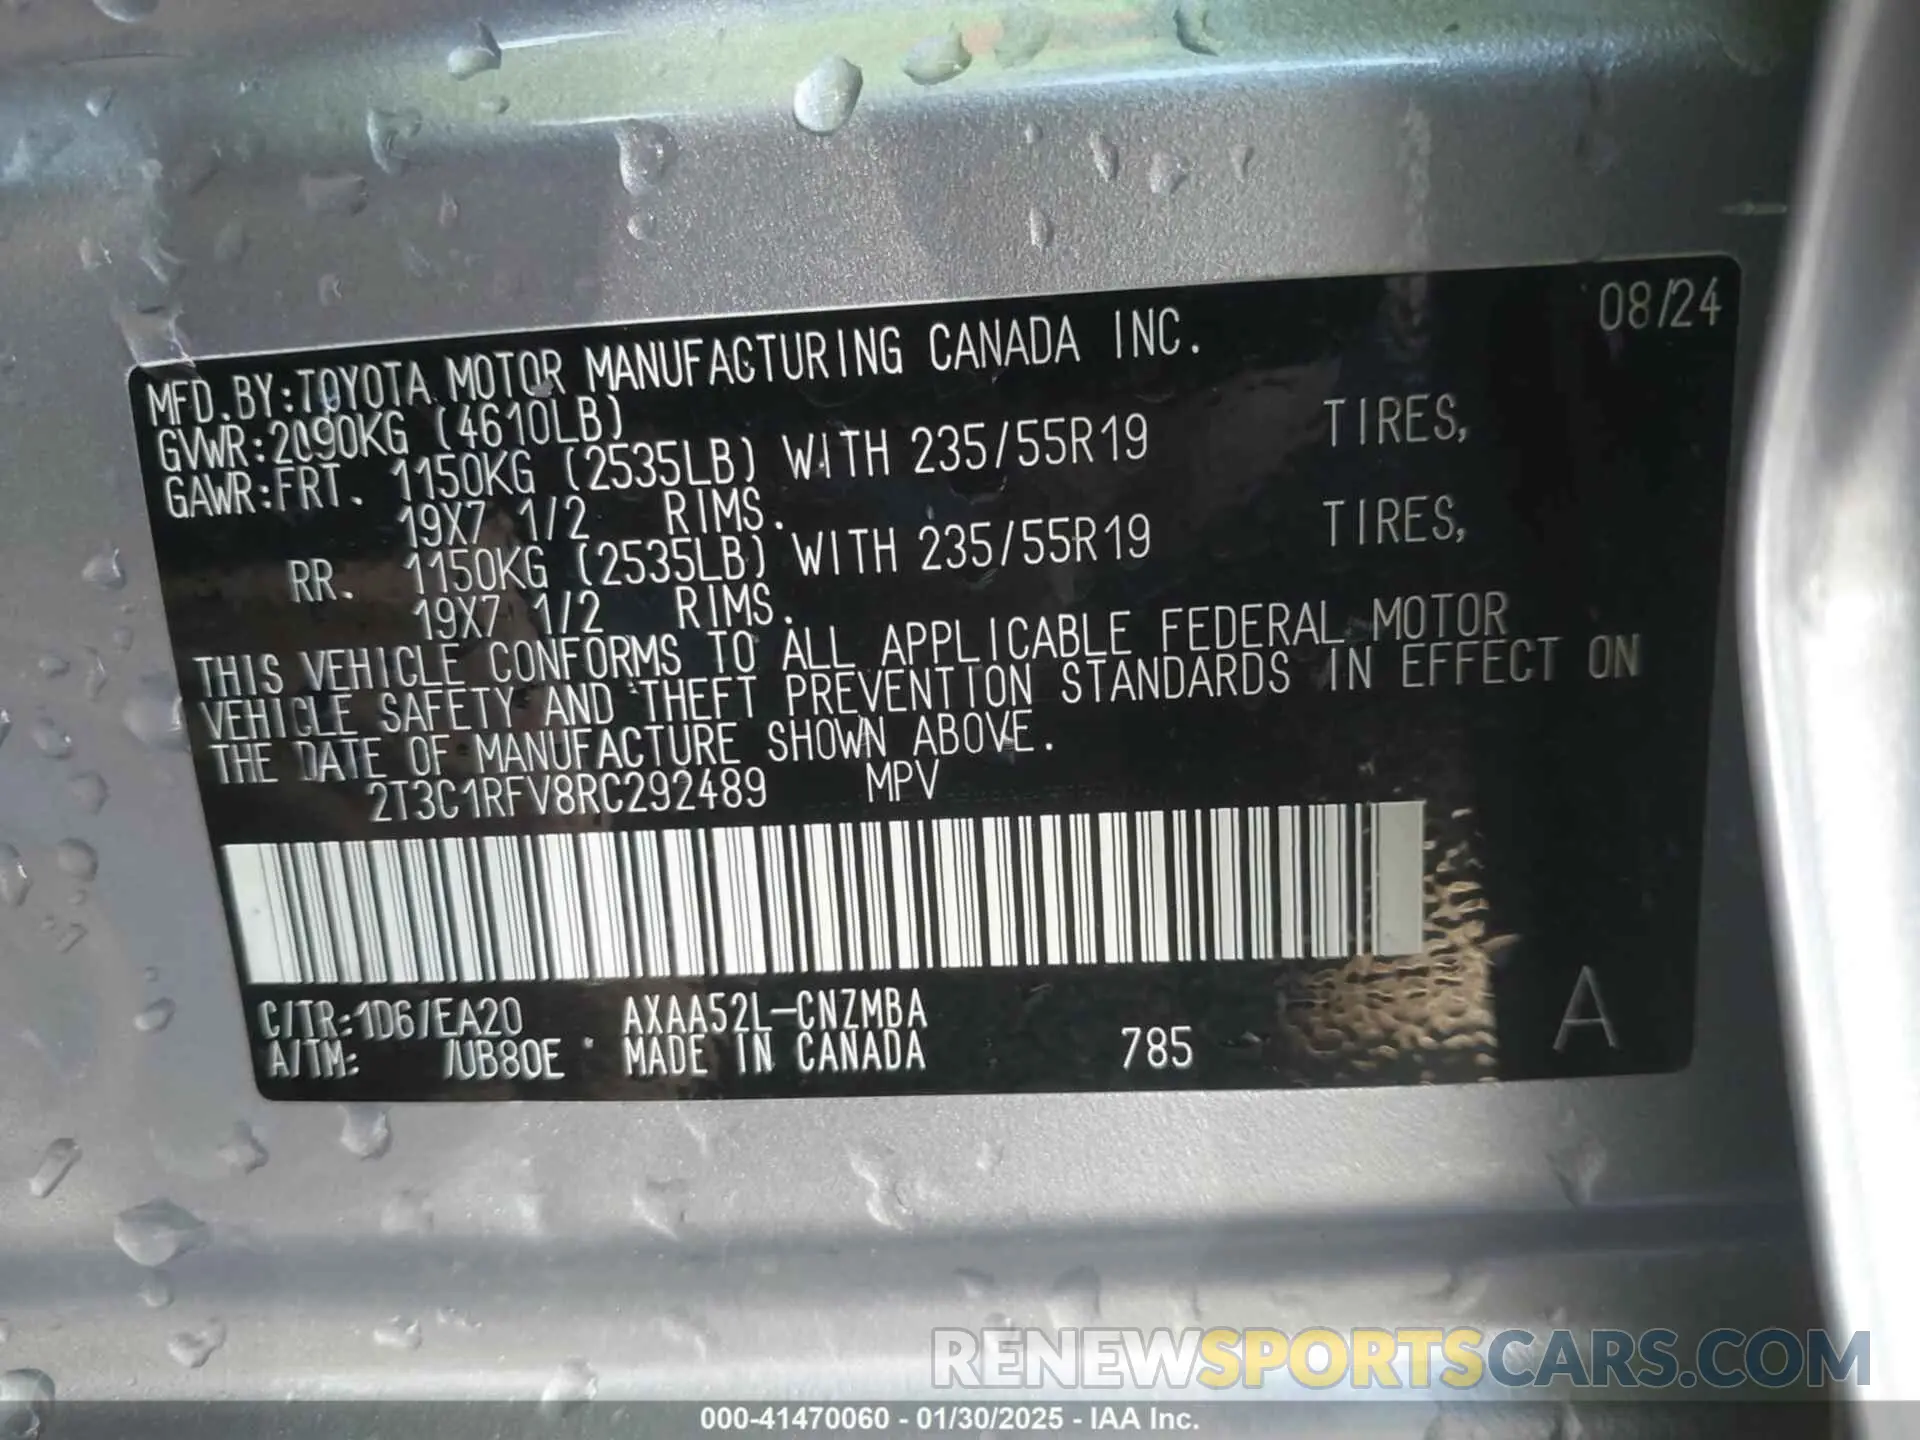 08/24
MFD.BY:TOYOTA MOTOR MANUFACTURING CANADA INC.
GVWR:2090KG (4610LB)
GAWR:FRT. 1150KG (2535LB) WITH 235/55R19 TIRES,
19X7 1/2 RIMS.
RR. 1150KG (2535LB) WITH 235/55R19 TIRES,
19X7 1/2 RIMS.
THIS VEHICLE CONFORMS TO ALL APPLICABLE FEDERAL MOTOR
VEHICLE SAFETY AND THEFT PREVENTION STANDARDS IN EFFECT ON
THE DATE OF MANUFACTURE SHOWN ABOVE.
2T3C1RFV8RC292489 MPV
C/TR:1D6/EA20 AXAA52L-CNZMBA
A/TM: /UB80E MADE IN CANADA 785 A
RENEWSPORTSCARS.COM
000-41470060 - 01/30/2025 - IAA Inc.